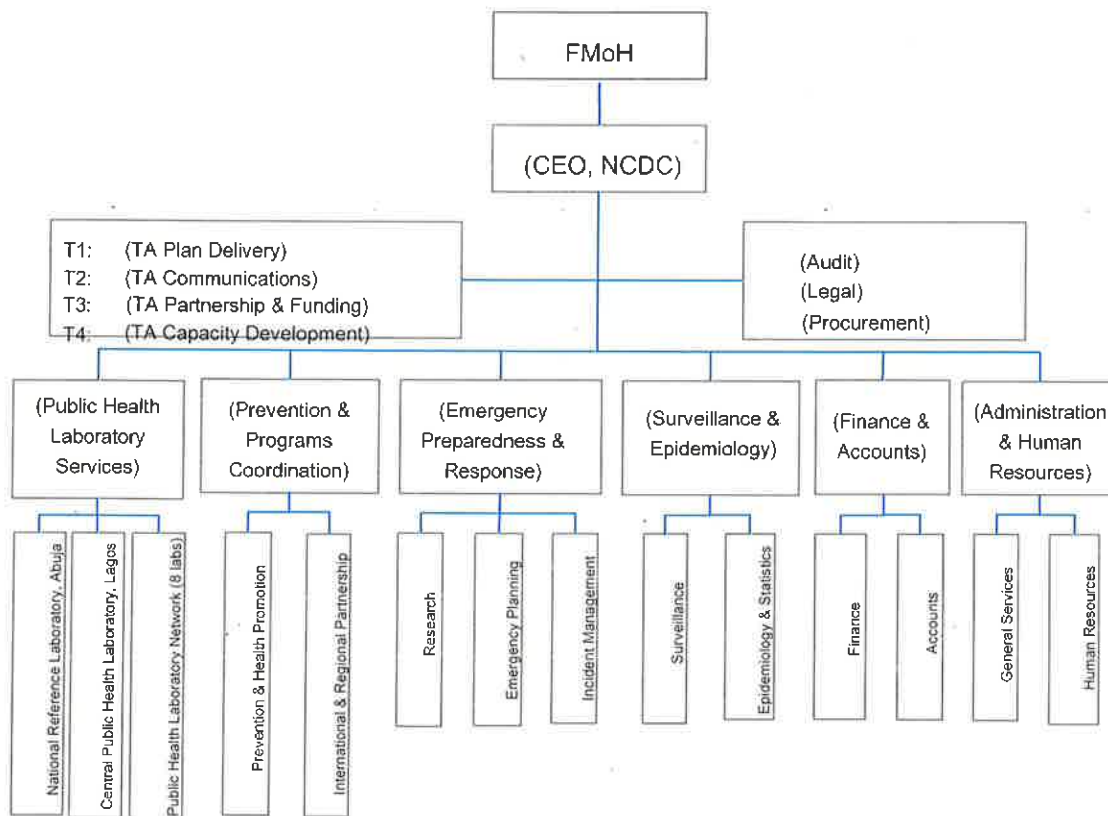 FMoH
(CEO, NCDC)
T1: (TA Plan Delivery)
T2: (TA Communications)
T3: (TA Partnership & Funding)
T4: (TA Capacity Development)
(Audit)
(Legal)
(Procurement)
(Public Health
Laboratory
Services)
(Prevention &
Programs
Coordination)
(Emergency
Preparedness &
Response)
(Surveillance &
Epidemiology)
(Finance &
Accounts)
(Administration
& Human
Resources)
National Reference Laboratory, Abuja
Central Public Health Laboratory, Lagos
Public Health Laboratory Network (8 labs)
Prevention & Health Promotion
International & Regional Partnership
Research
Emergency Planning
Incident Management
Surveillance
Epidemiology & Statistics
Finance
Accounts
General Services
Human Resources